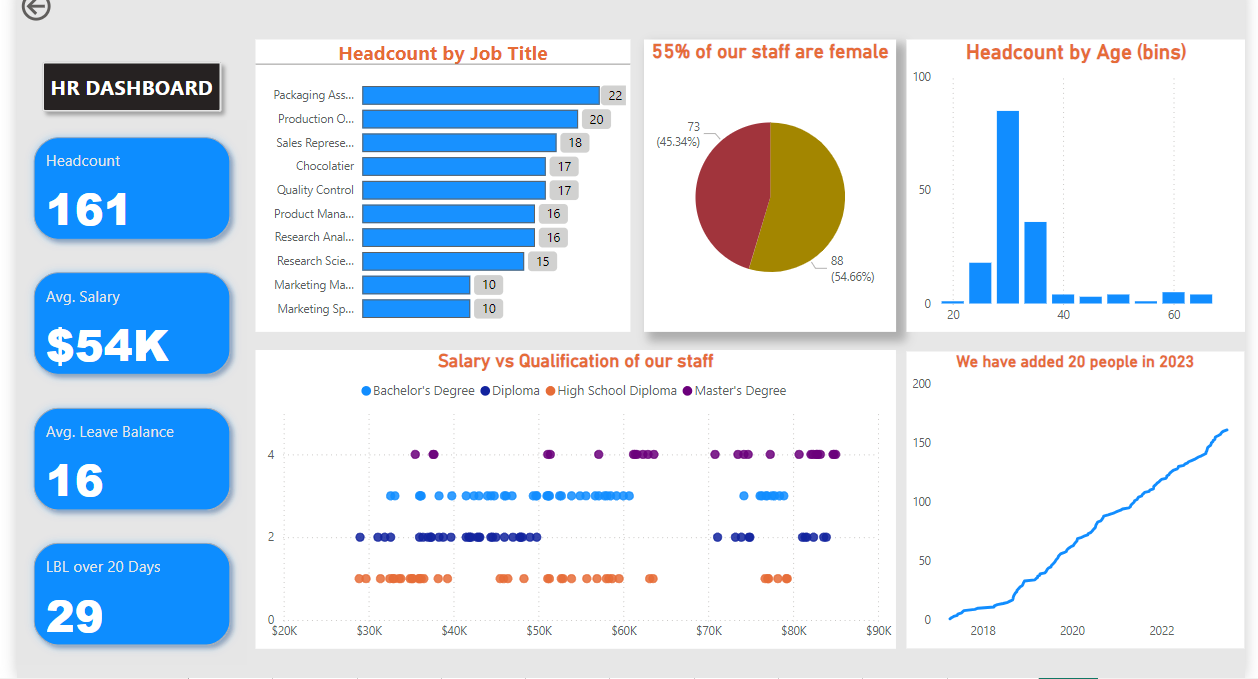 HR DASHBOARD
Headcount
161
Avg. Salary
$54K
Avg. Leave Balance
16
LBL over 20 Days
29
Headcount by Job Title
Packaging Ass... 22
Production O... 20
Sales Represe... 18
Chocolatier 17
Quality Control 17
Product Mana... 16
Research Anal... 16
Research Scie... 15
Marketing Ma... 10
Marketing Sp... 10
55% of our staff are female
73
(45.34%)
88
(54.66%)
Headcount by Age (bins)
100
50
0
20 40 60
Salary vs Qualification of our staff
Bachelor's Degree Diploma High School Diploma Master's Degree
4
2
0
$20K $30K $40K $50K $60K $70K $80K $90K
We have added 20 people in 2023
200
150
100
50
0
2018 2020 2022